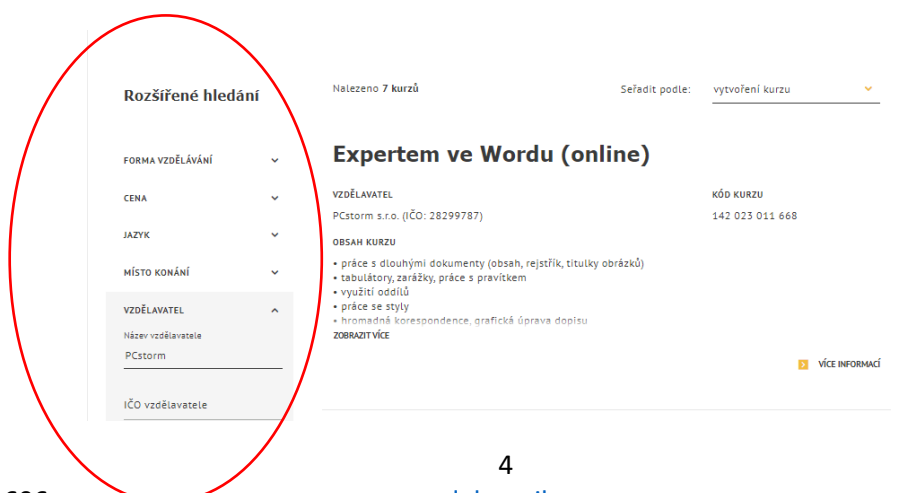 Rozšířené hledání
FORMA VZDĚLÁVÁNÍ
CENA
JAZYK
MÍSTO KONÁNÍ
VZDĚLAVATEL
Název vzdělavatele
PCstorm
IČO vzdělavatele
Nalezeno 7 kurzů
Seřadit podle: vytvoření kurzu
Expertem ve Wordu (online)
VZDĚLAVATEL
PCstorm s.r.o. (IČO: 28299787)
KÓD KURZU
142 023 011 668
OBSAH KURZU
• práce s dlouhými dokumenty (obsah, rejstřík, titulky obrázků)
• tabulátory, zarážky, práce s pravítkem
• využití oddílů
• práce se styly
• hromadná korespondence, grafická úprava dopisu
ZOBRAZIT VÍCE
VÍCE INFORMACÍ
4